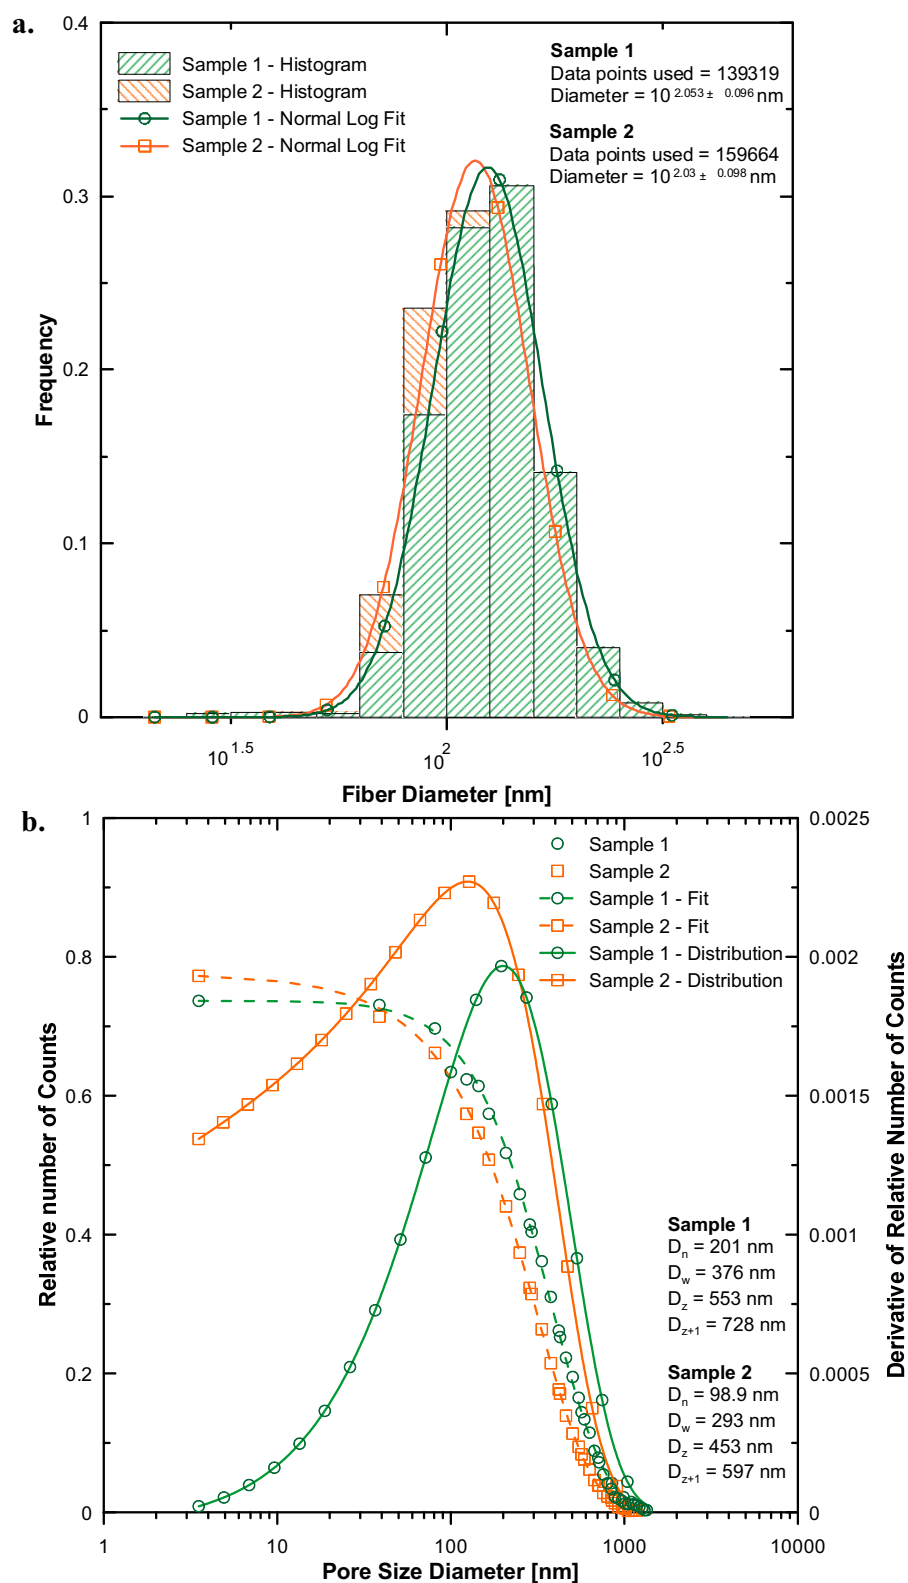 a.
0.4
0.3
0.2
0.1
0
Frequency
Sample 1 - Histogram
Sample 2 - Histogram
Sample 1 - Normal Log Fit
Sample 2 - Normal Log Fit
Sample 1
Data points used = 139319
Diameter = 10 2.053 ± 0.096 nm
Sample 2
Data points used = 159664
Diameter = 10 2.03 ± 0.098 nm
10 1.5
10 2
10 2.5
Fiber Diameter [nm]
b.
1
0.8
0.6
0.4
0.2
0
Relative number of Counts
0.0025
0.002
0.0015
0.001
0.0005
0
Derivative of Relative Number of Counts
Sample 1
Sample 2
Sample 1 - Fit
Sample 2 - Fit
Sample 1 - Distribution
Sample 2 - Distribution
Sample 1
Dn = 201 nm
Dw = 376 nm
Dz = 553 nm
Dz+1 = 728 nm
Sample 2
Dn = 98.9 nm
Dw = 293 nm
Dz = 453 nm
Dz+1 = 597 nm
1
10
100
1000
10000
Pore Size Diameter [nm]